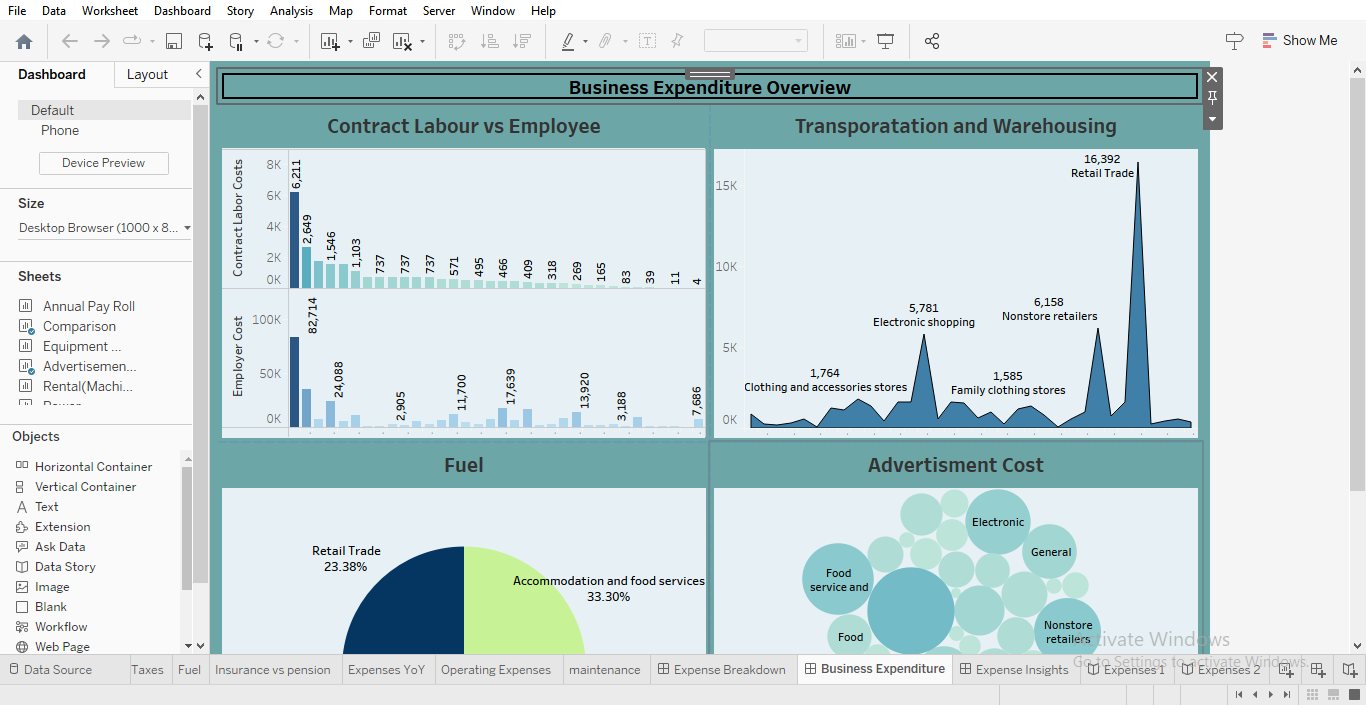 File Data Worksheet Dashboard Story Analysis Map Format Server Window Help
Show Me
Dashboard Layout
Default
Phone
Device Preview
Size
Desktop Browser (1000 x 8...
Sheets
Annual Pay Roll
Comparison
Equipment ...
Advertisemen...
Rental(Machi...
Objects
Horizontal Container
Vertical Container
Text
Extension
Ask Data
Data Story
Image
Blank
Workflow
Web Page
Business Expenditure Overview
Contract Labour vs Employee
Contract Labor Costs
8K
6K
4K
2K
0K
6,211 2,649 1,546 1,103 737 737 737 571 495 466 409 318 269 165 83 39 11 4
Employer Cost
100K
50K
0K
82,714 24,088 2,905 11,700 17,639 13,920 3,188 7,686
Transporatation and Warehousing
15K
10K
5K
0K
16,392
Retail Trade
5,781
Electronic shopping
6,158
Nonstore retailers
1,764
Clothing and accessories stores
1,585
Family clothing stores
Fuel
Retail Trade
23.38%
Accommodation and food services
33.30%
Advertisment Cost
Electronic
General
Food
service and
Nonstore
retailers
Food
Activate Windows
Go to Settings to activate Windows.
Data Source Taxes Fuel Insurance vs pension Expenses YoY Operating Expenses maintenance Expense Breakdown Business Expenditure Expense Insights Expenses 1 Expenses 2